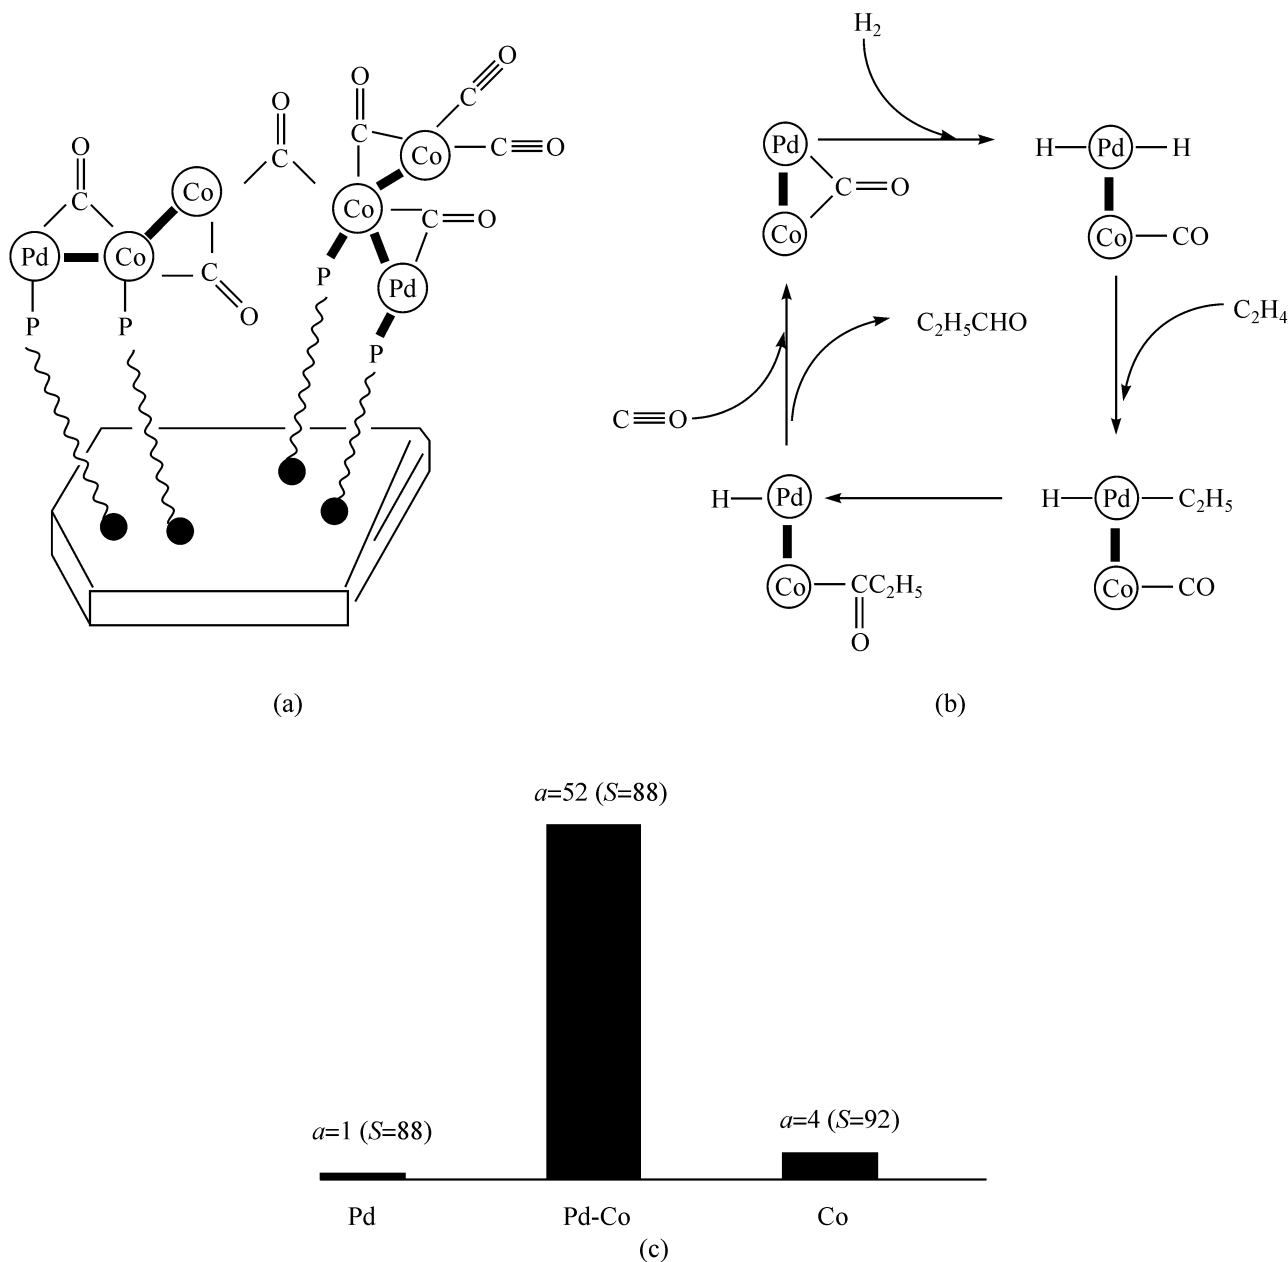 O
C
Pd
Co
Co
C
O
P
P
O
C
O
C
C≡O
Co
C≡O
Co
C=O
Pd
P
P
(a)
H₂
Pd
C=O
Co
H—Pd—H
Co—CO
C₂H₄
C₂H₅CHO
C≡O
H—Pd
Co—CC₂H₅
O
H—Pd—C₂H₅
Co—CO
(b)
a=52 (S=88)
a=1 (S=88)
a=4 (S=92)
Pd
Pd-Co
Co
(c)